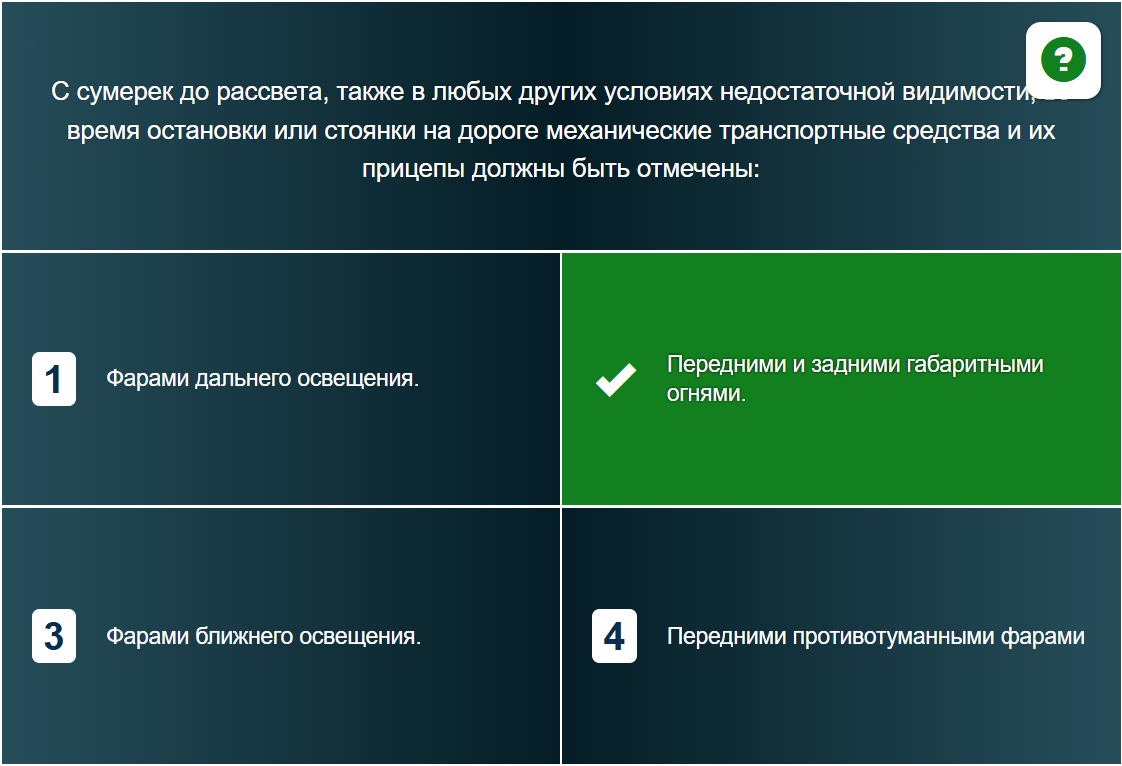 ?
С сумерек до рассвета, также в любых других условиях недостаточной видимости,
время остановки или стоянки на дороге механические транспортные средства и их
прицепы должны быть отмечены:
1
Фарами дальнего освещения.
Передними и задними габаритными
огнями.
3
Фарами ближнего освещения.
4
Передними противотуманными фарами